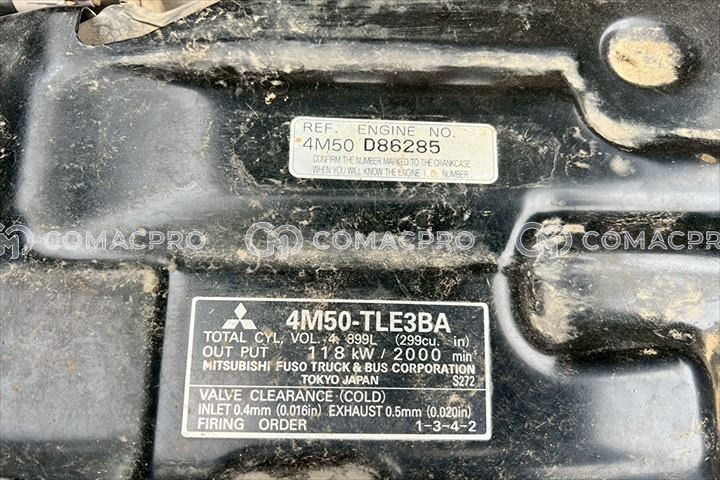 REF. ENGINE NO.
4M50 D86285
CONFIRM THE NUMBER MARKED TO THE CRANKCASE
WHEN YOU WILL KNOW THE ENGINE I.D. NUMBER
COMACPRO COMACPRO COMACPRO
4M50-TLE3BA
TOTAL CYL. VOL. 4.899L (299cu. in)
OUT PUT 118 kW / 2000 min⁻¹
MITSUBISHI FUSO TRUCK & BUS CORPORATION
TOKYO JAPAN S272
VALVE CLEARANCE (COLD)
INLET 0.4mm (0.016in) EXHAUST 0.5mm (0.020in)
FIRING ORDER 1-3-4-2